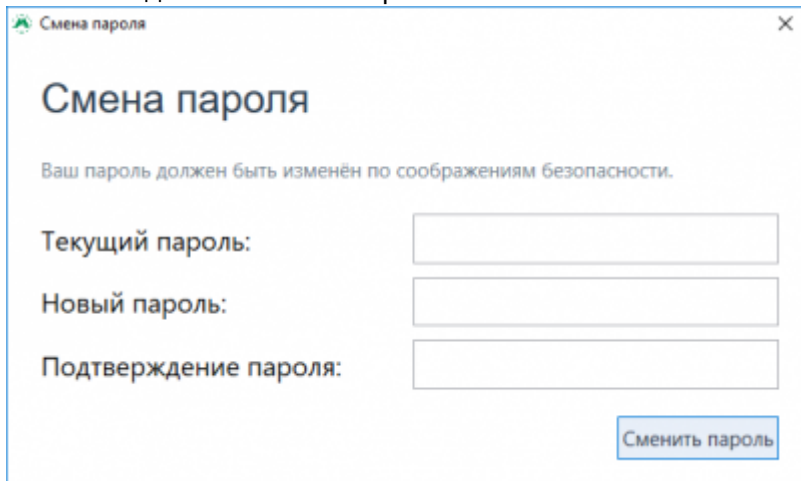 Смена пароля
Смена пароля
Ваш пароль должен быть изменён по соображениям безопасности.
Текущий пароль:
Новый пароль:
Подтверждение пароля:
Сменить пароль